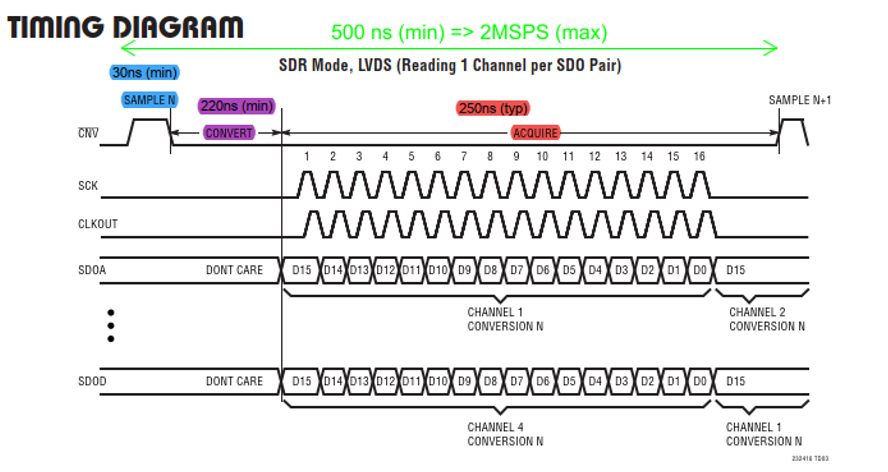 TIMING DIAGRAM
500 ns (min) => 2MSPS (max)
SDR Mode, LVDS (Reading 1 Channel per SDO Pair)
30ns (min)
SAMPLE N
220ns (min)
250ns (typ)
SAMPLE N+1
CNV
CONVERT
ACQUIRE
1 2 3 4 5 6 7 8 9 10 11 12 13 14 15 16
SCK
CLKOUT
SDOA DONT CARE D15 D14 D13 D12 D11 D10 D9 D8 D7 D6 D5 D4 D3 D2 D1 D0 D15
CHANNEL 1
CONVERSION N
CHANNEL 2
CONVERSION N
SDOD DONT CARE D15 D14 D13 D12 D11 D10 D9 D8 D7 D6 D5 D4 D3 D2 D1 D0 D15
CHANNEL 4
CONVERSION N
CHANNEL 1
CONVERSION N
232416 TD03